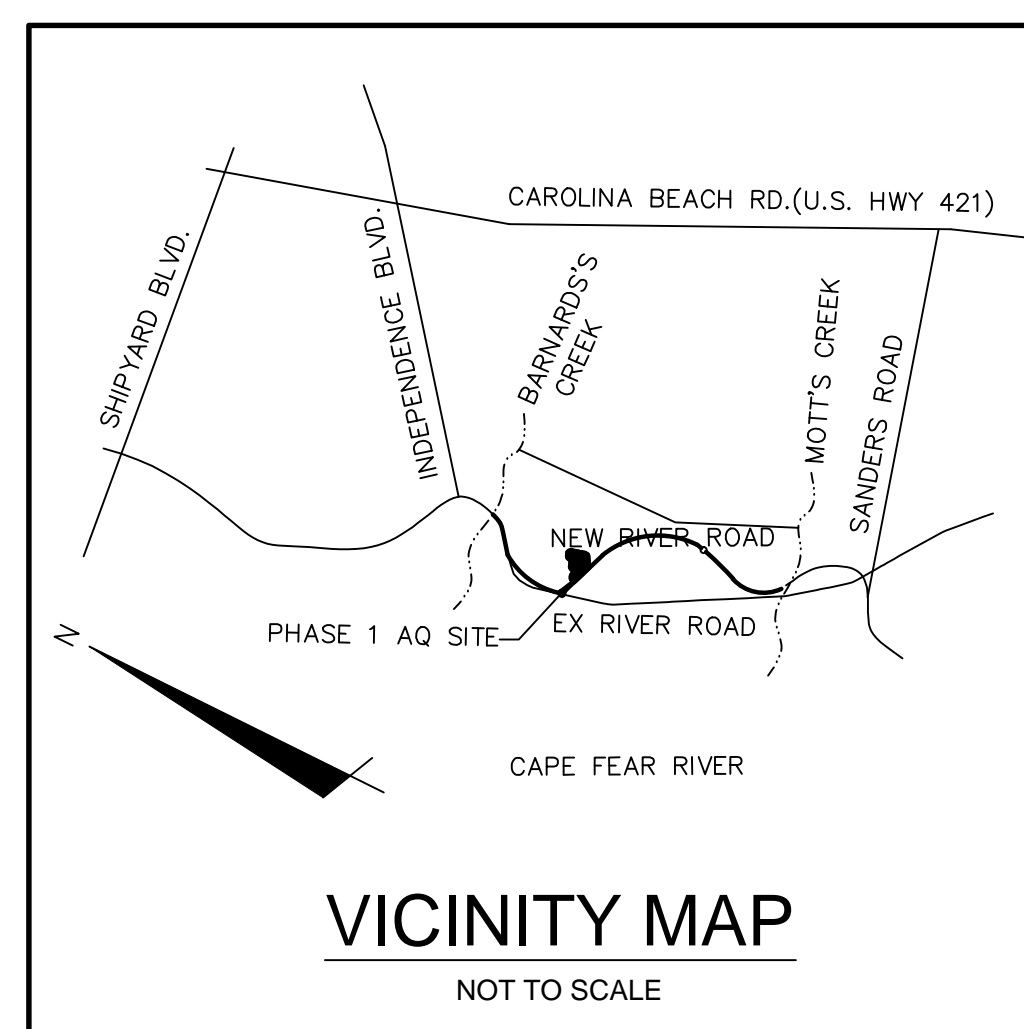 CAROLINA BEACH RD.(U.S. HWY 421)
SHIPYARD BLVD.
INDEPENDENCE BLVD.
BARNARDS'S
CREEK
MOTT'S CREEK
SANDERS ROAD
NEW RIVER ROAD
EX RIVER ROAD
PHASE 1 AQ SITE
N
CAPE FEAR RIVER
VICINITY MAP
NOT TO SCALE